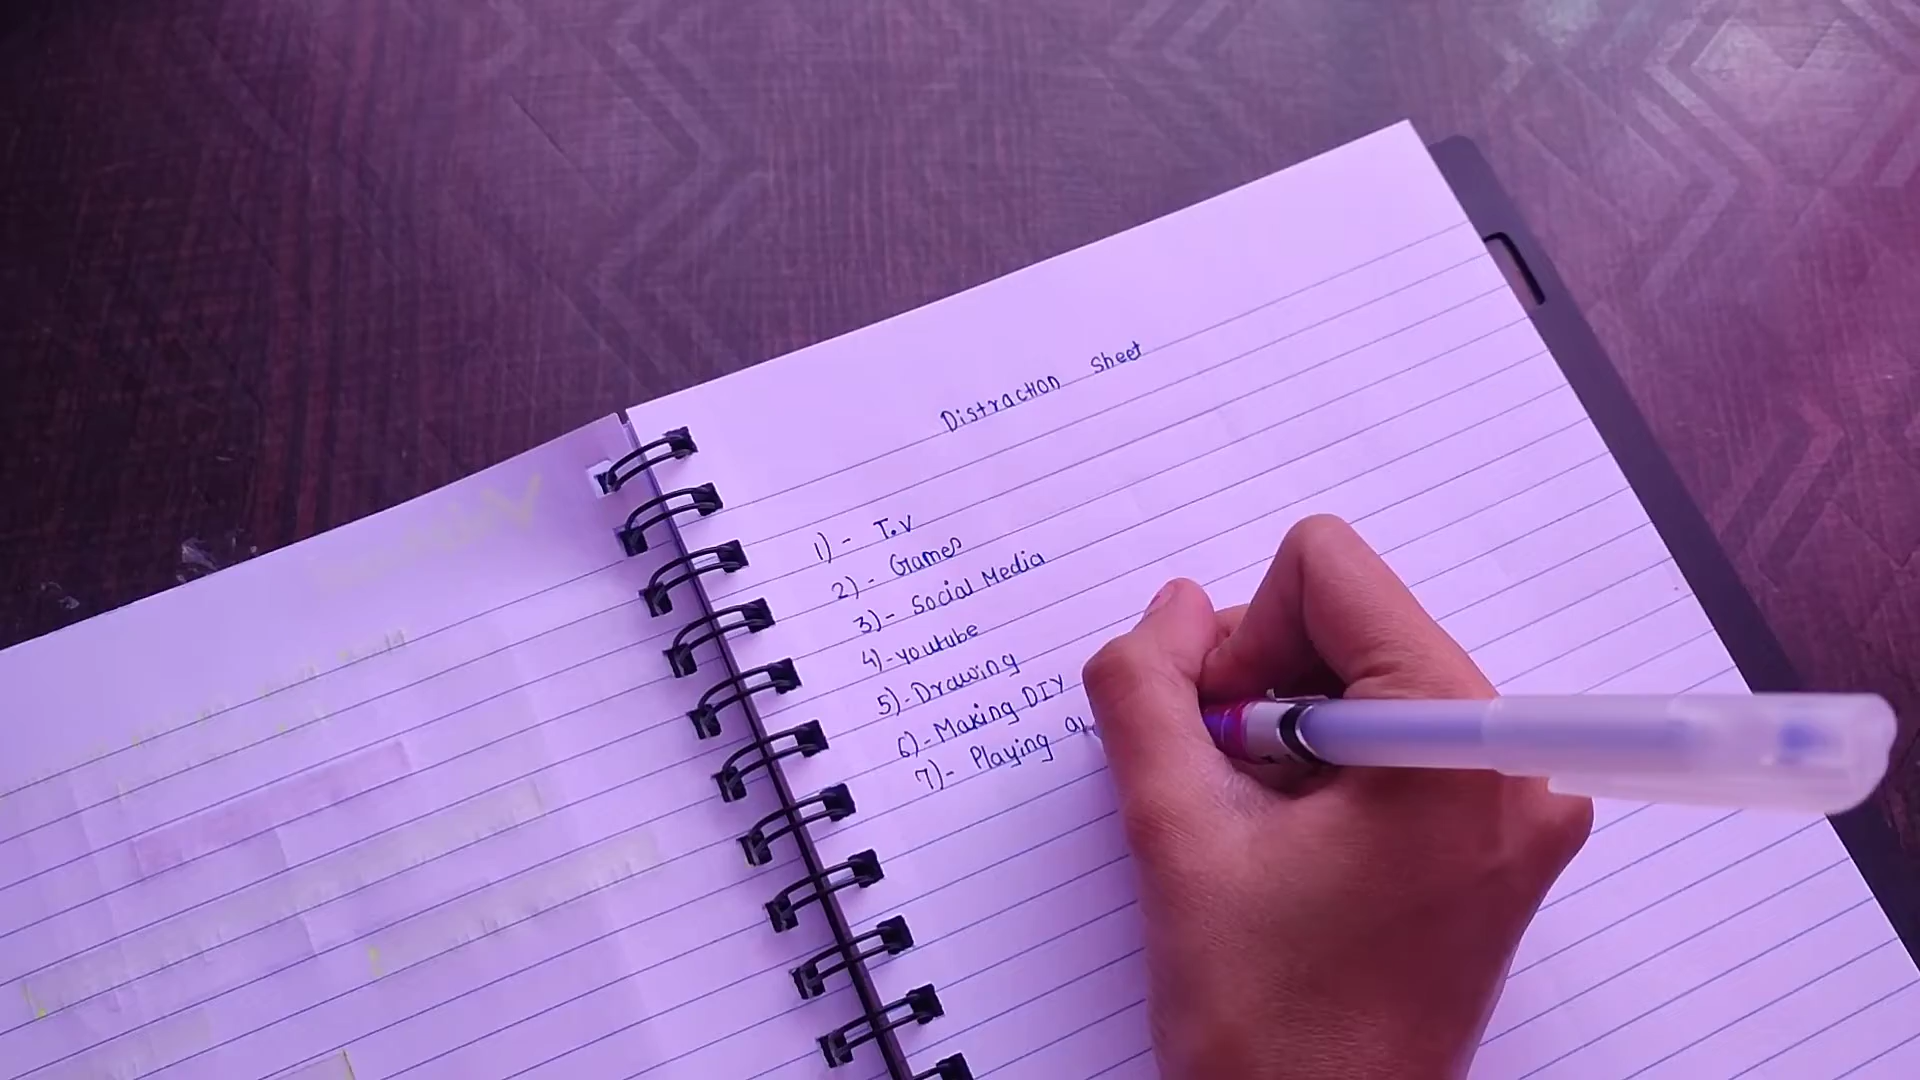 Distraction Sheet
1) - T.V
2) - Games
3) - Social Media
4) - youtube
5) - Drawing
6) - Making DIY
7) - Playing